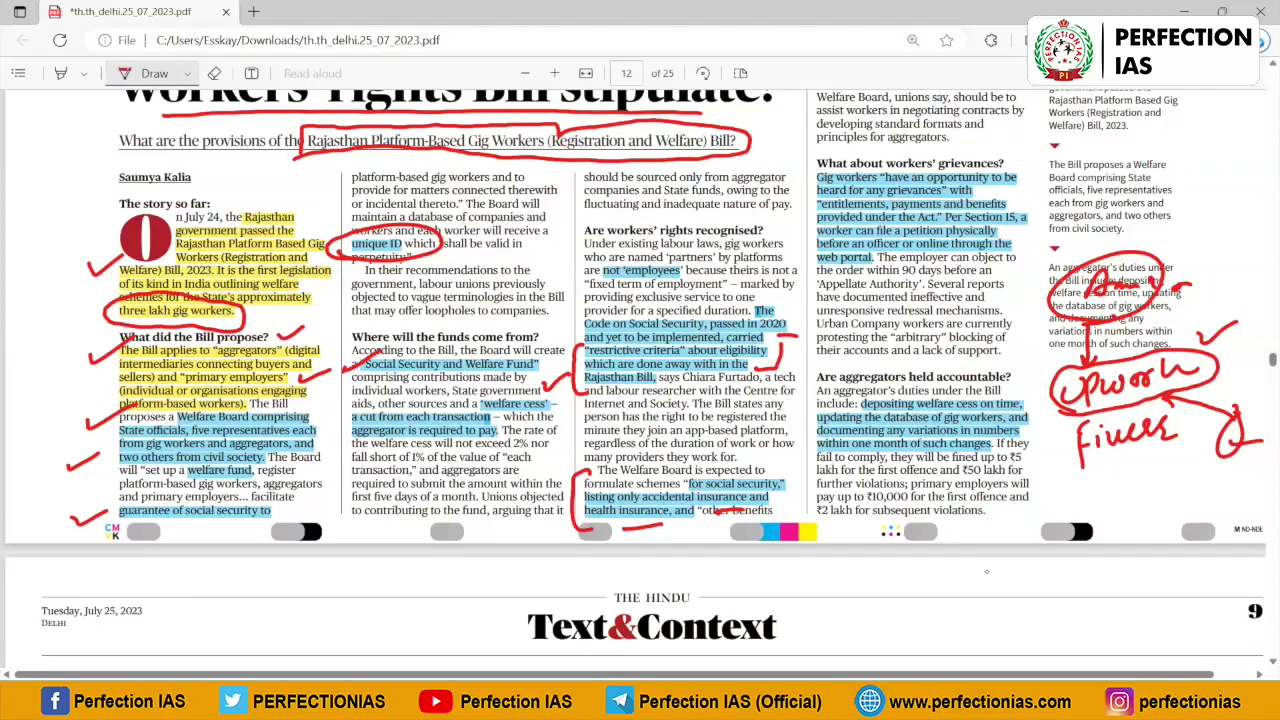 *th.th_delhi.25_07_2023.pdf
File
C:/Users/Esskay/Downloads/th.th_delhi.25_07_2023.pdf
PERFECTION
IAS
Draw
Read aloud
12 of 25
Workers' rights Bill stipulate?
What are the provisions of the Rajasthan Platform-Based Gig Workers (Registration and Welfare) Bill?
Saumya Kalia
The story so far:
On July 24, the Rajasthan
government passed the
Rajasthan Platform Based Gig
Workers (Registration and
Welfare) Bill, 2023. It is the first legislation
of its kind in India outlining welfare
schemes for the State's approximately
three lakh gig workers.
What did the Bill propose?
The Bill applies to "aggregators" (digital
intermediaries connecting buyers and
sellers) and "primary employers"
(individual or organisations engaging
platform-based workers). The Bill
proposes a Welfare Board comprising
State officials, five representatives each
from gig workers and aggregators, and
two others from civil society. The Board
will "set up a welfare fund, register
platform-based gig workers, aggregators
and primary employers... facilitate
guarantee of social security to
platform-based gig workers and to
provide for matters connected therewith
or incidental thereto." The Board will
maintain a database of companies and
workers and each worker will receive a
unique ID which "shall be valid in
perpetuity"
In their recommendations to the
government, labour unions previously
objected to vague terminologies in the Bill
that may offer loopholes to companies.
Where will the funds come from?
According to the Bill, the Board will create
a "Social Security and Welfare Fund"
comprising contributions made by
individual workers, State government
aids, other sources and a 'welfare cess' –
a cut from each transaction – which the
aggregator is required to pay. The rate of
the welfare cess will not exceed 2% nor
fall short of 1% of the value of "each
transaction," and aggregators are
required to submit the amount within the
first five days of a month. Unions objected
to contributing to the fund, arguing that it
should be sourced only from aggregator
companies and State funds, owing to the
fluctuating and inadequate nature of pay.
Are workers' rights recognised?
Under existing labour laws, gig workers
who are named 'partners' by platforms
are not 'employees' because theirs is not a
"fixed term of employment" – marked by
providing exclusive service to one
provider for a specified duration. The
Code on Social Security, passed in 2020
and yet to be implemented, carried
"restrictive criteria" about eligibility
which are done away with in the
Rajasthan Bill, says Chiara Furtado, a tech
and labour researcher with the Centre for
Internet and Society. The Bill states any
person has the right to be registered the
minute they join an app-based platform,
regardless of the duration of work or how
many providers they work for.
The Welfare Board is expected to
formulate schemes "for social security,"
listing only accidental insurance and
health insurance, and "other benefits
Welfare Board, unions say, should be to
assist workers in negotiating contracts by
developing standard formats and
principles for aggregators.
What about workers' grievances?
Gig workers "have an opportunity to be
heard for any grievances" with
"entitlements, payments and benefits
provided under the Act." Per Section 15, a
worker can file a petition physically
before an officer or online through the
web portal. The employer can object to
the order within 90 days before an
'Appellate Authority'. Several reports
have documented ineffective and
unresponsive redressal mechanisms.
Urban Company workers are currently
protesting the "arbitrary" blocking of
their accounts and a lack of support.
Are aggregators held accountable?
An aggregator's duties under the Bill
include: depositing welfare cess on time,
updating the database of gig workers, and
documenting any variations in numbers
within one month of such changes. If they
fail to comply, they will be fined up to ₹5
lakh for the first offence and ₹50 lakh for
further violations; primary employers will
pay up to ₹10,000 for the first offence and
₹2 lakh for subsequent violations.
government passed the
Rajasthan Platform Based Gig
Workers (Registration and
Welfare) Bill, 2023.
The Bill proposes a Welfare
Board comprising State
officials, five representatives
each from gig workers and
aggregators, and two others
from civil society.
An aggregator's duties under
the Bill include: depositing
welfare cess on time, updating
the database of gig workers,
and documenting any
variations in numbers within
one month of such changes.
upwork
CM
YK
M ND-NDE
Tuesday, July 25, 2023
DELHI
THE HINDU
Text&Context
9
Perfection IAS
PERFECTIONIAS
Perfection IAS
Perfection IAS (Official)
www.perfectionias.com
perfectionias